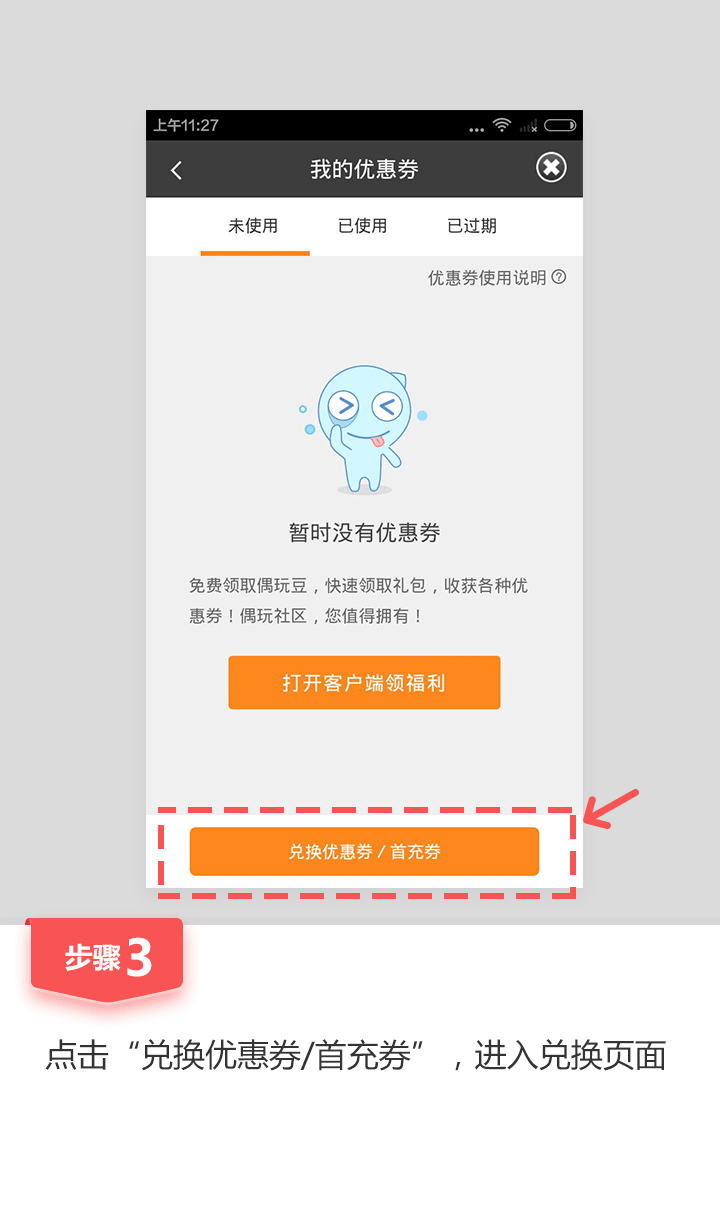 上午11:27
我的优惠券
未使用 已使用 已过期
优惠券使用说明 ?
暂时没有优惠券
免费领取偶玩豆，快速领取礼包，收获各种优
惠券！偶玩社区，您值得拥有！
打开客户端领福利
兑换优惠券 / 首充券
步骤3
点击“兑换优惠券/首充券”，进入兑换页面